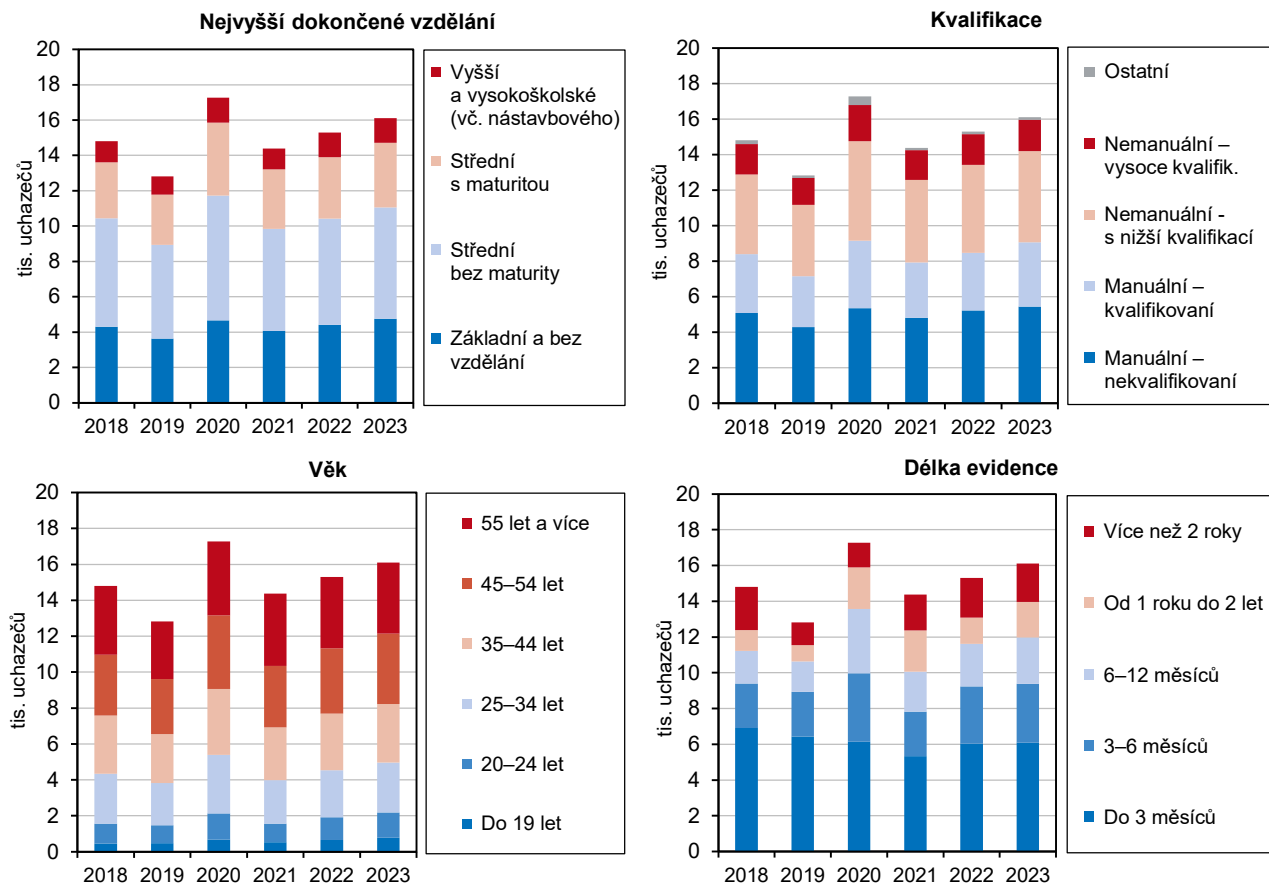 Nejvyšší dokončené vzdělání
tis. uchazečů
20
18
16
14
12
10
8
6
4
2
0
2018 2019 2020 2021 2022 2023
Vyšší
a vysokoškolské
(vč. nástavbového)
Střední
s maturitou
Střední
bez maturity
Základní a bez
vzdělání
Kvalifikace
tis. uchazečů
20
18
16
14
12
10
8
6
4
2
0
2018 2019 2020 2021 2022 2023
Ostatní
Nemanuální –
vysoce kvalifik.
Nemanuální -
s nižší kvalifikací
Manuální –
kvalifikovaní
Manuální –
nekvalifikovaní
Věk
tis. uchazečů
20
18
16
14
12
10
8
6
4
2
0
2018 2019 2020 2021 2022 2023
55 let a více
45–54 let
35–44 let
25–34 let
20–24 let
Do 19 let
Délka evidence
tis. uchazečů
20
18
16
14
12
10
8
6
4
2
0
2018 2019 2020 2021 2022 2023
Více než 2 roky
Od 1 roku do 2 let
6–12 měsíců
3–6 měsíců
Do 3 měsíců